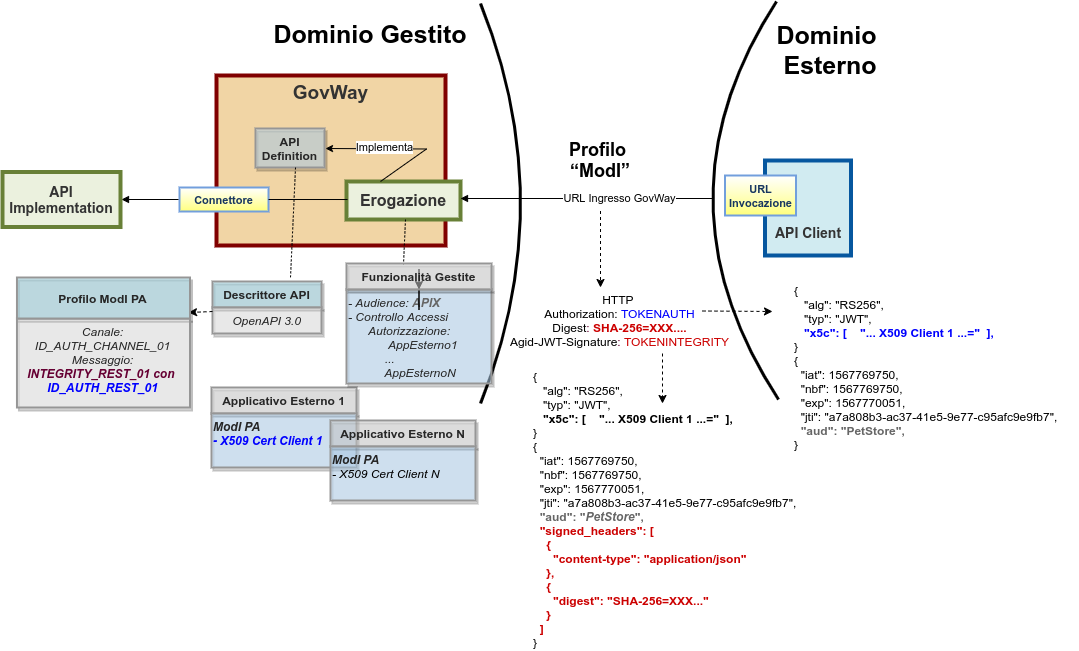 Dominio Gestito
Dominio
Esterno
GovWay
API
Definition
Implementa
API
Implementation
Connettore
Erogazione
Profilo
“ModI”
URL Ingresso GovWay
URL
Invocazione
API Client
Profilo ModI PA
Canale:
ID_AUTH_CHANNEL_01
Messaggio:
INTEGRITY_REST_01 con
ID_AUTH_REST_01
Descrittore API
OpenAPI 3.0
Funzionalità Gestite
- Audience: APIX
- Controllo Accessi
Autorizzazione:
AppEsterno1
...
AppEsternoN
Applicativo Esterno 1
ModI PA
- X509 Cert Client 1
Applicativo Esterno N
ModI PA
- X509 Cert Client N
HTTP
Authorization: TOKENAUTH
Digest: SHA-256=XXX....
Agid-JWT-Signature: TOKENINTEGRITY
{
"alg": "RS256",
"typ": "JWT",
"x5c": [ "... X509 Client 1 ...=" ],
}
{
"iat": 1567769750,
"nbf": 1567769750,
"exp": 1567770051,
"jti": "a7a808b3-ac37-41e5-9e77-c95afc9e9fb7",
"aud": "PetStore",
"signed_headers": [
{
"content-type": "application/json"
},
{
"digest": "SHA-256=XXX..."
}
]
}
{
"alg": "RS256",
"typ": "JWT",
"x5c": [ "... X509 Client 1 ...=" ],
}
{
"iat": 1567769750,
"nbf": 1567769750,
"exp": 1567770051,
"jti": "a7a808b3-ac37-41e5-9e77-c95afc9e9fb7",
"aud": "PetStore",
}